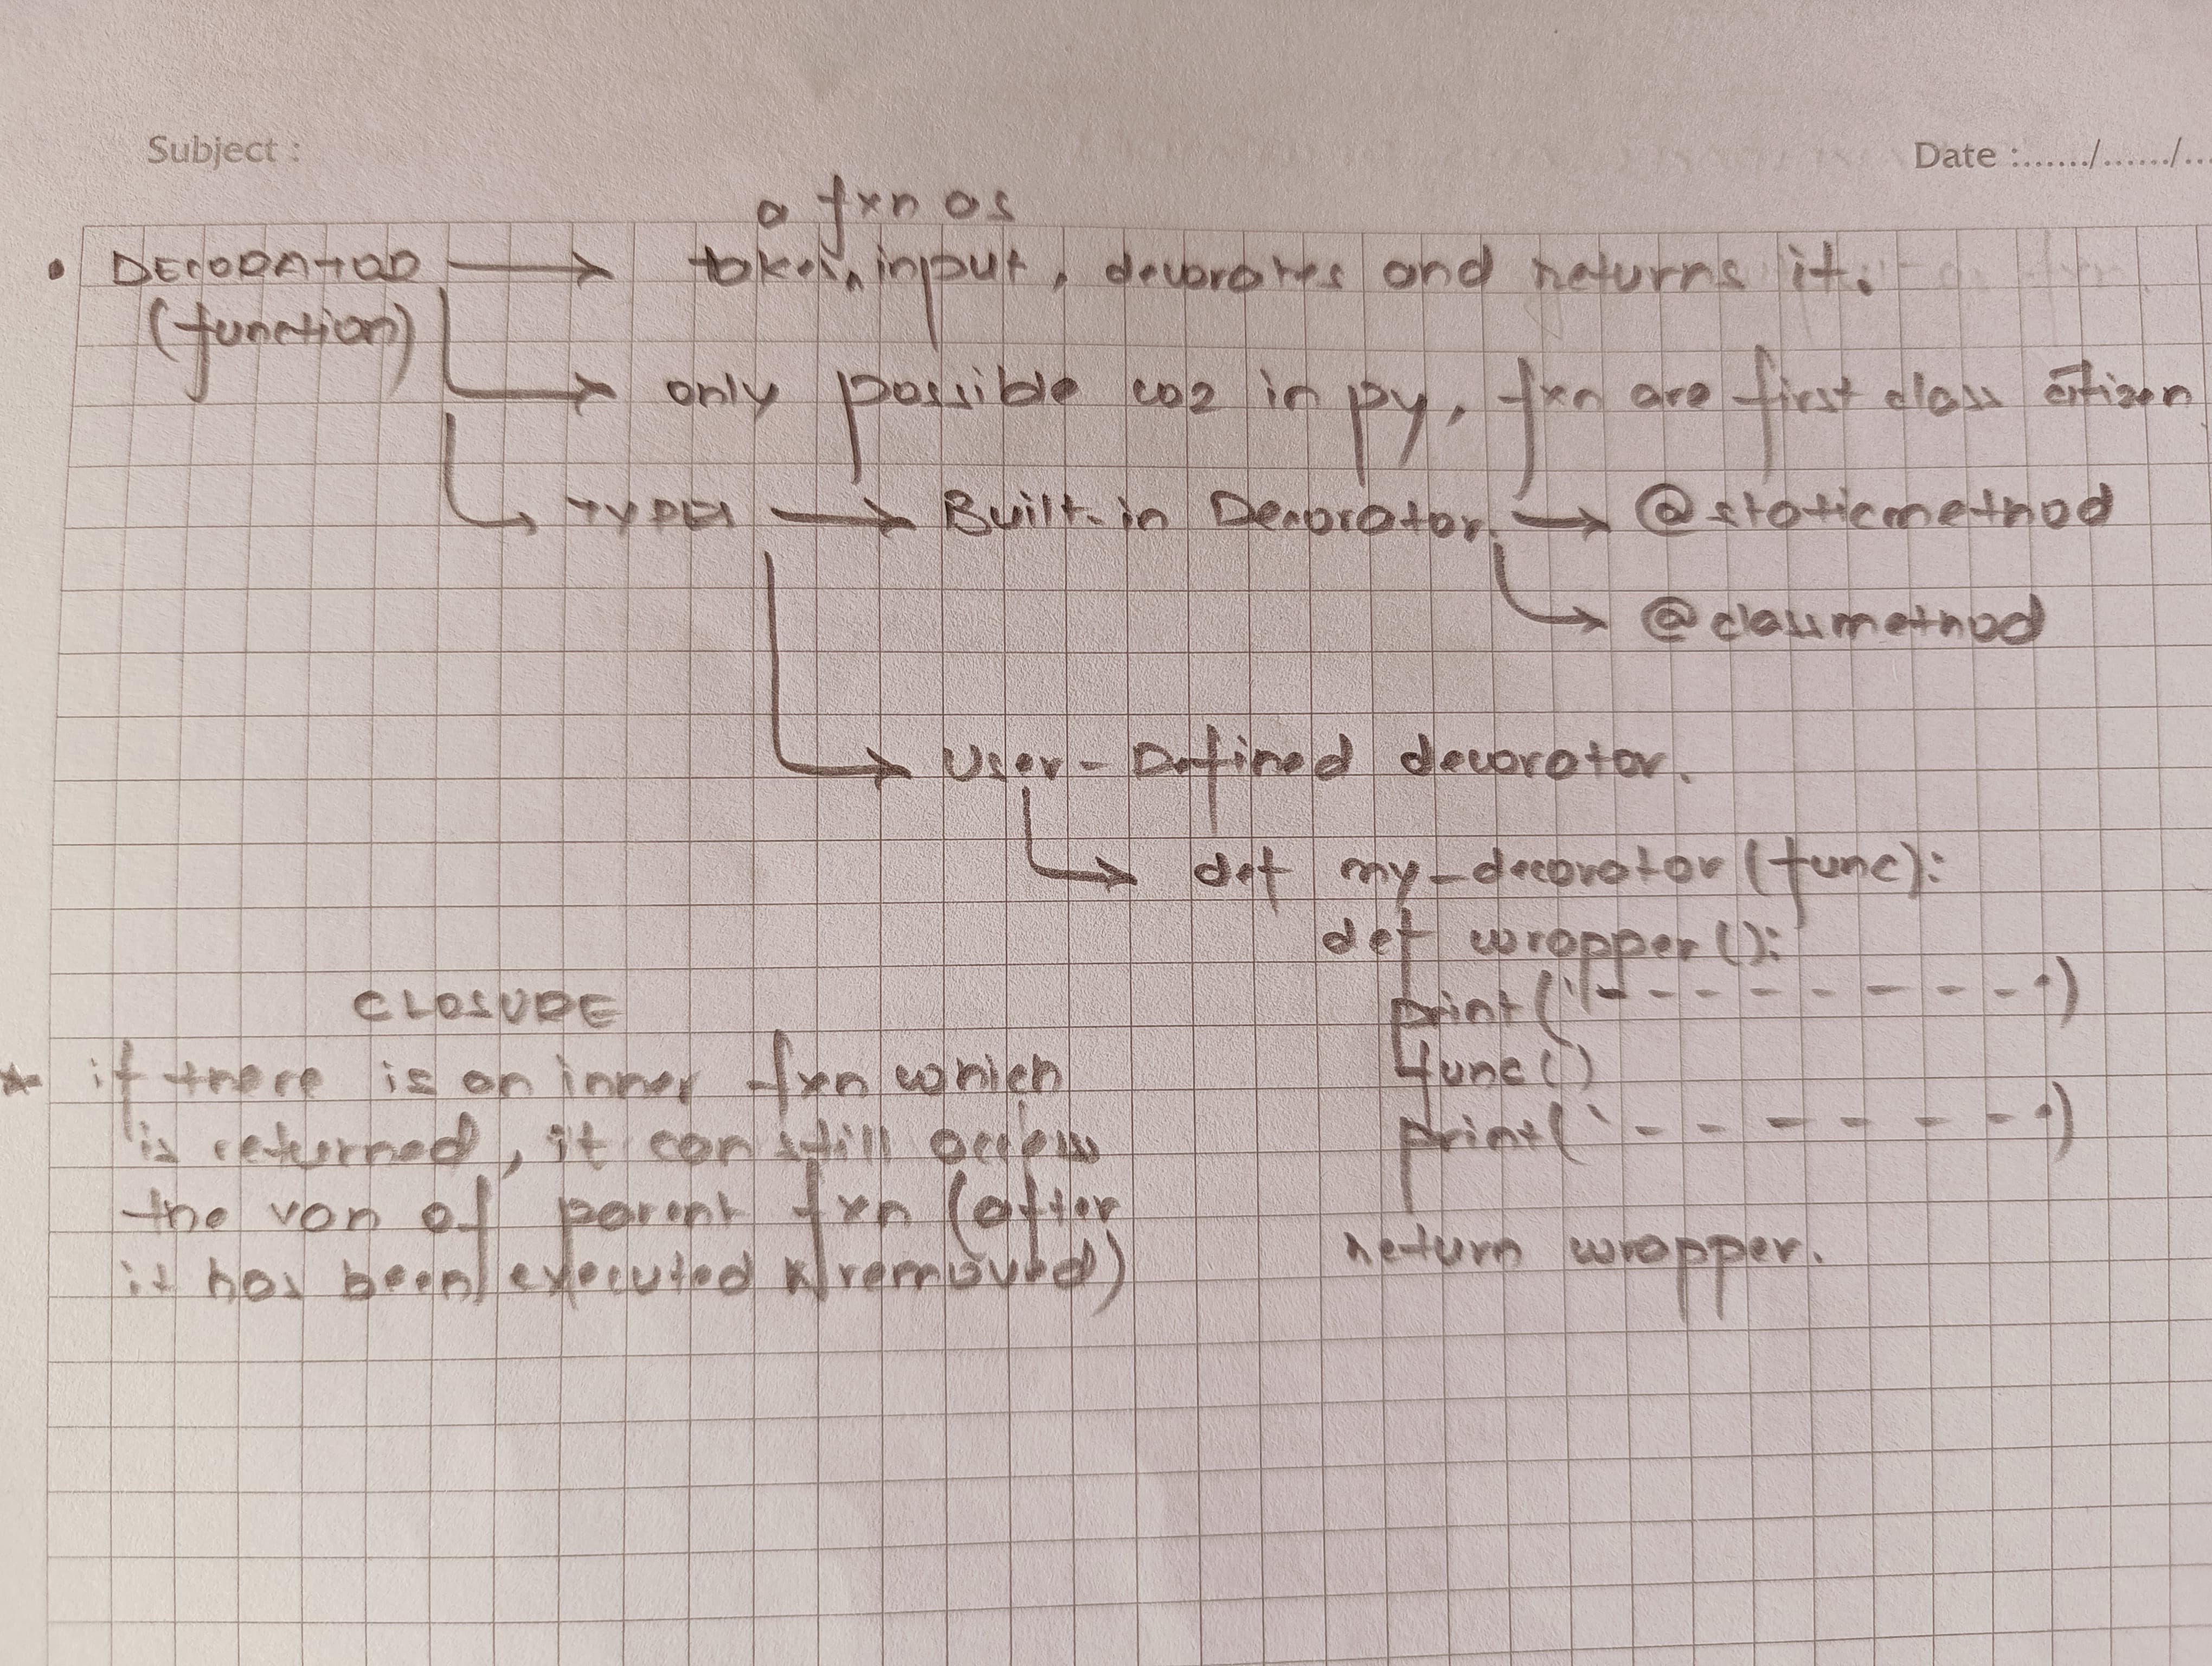 Subject :
Date :....../....../...
a fxn as
• DECORATOR → takes, input, decorates and returns it.
(function)
→ only possible coz in py, fxn are first class citizen
→ TYPES → Built-in Decorator. → @staticmethod
→ @classmethod
→ User-Defined decorator.
→ def my_decorator(func):
def wrapper():
print('- - - - - - - -')
func()
print('- - - - - - -')
return wrapper.
CLOSURE
* if there is an inner fxn which
is returned, it can still access
the var of parent fxn (after
it has been executed & removed)